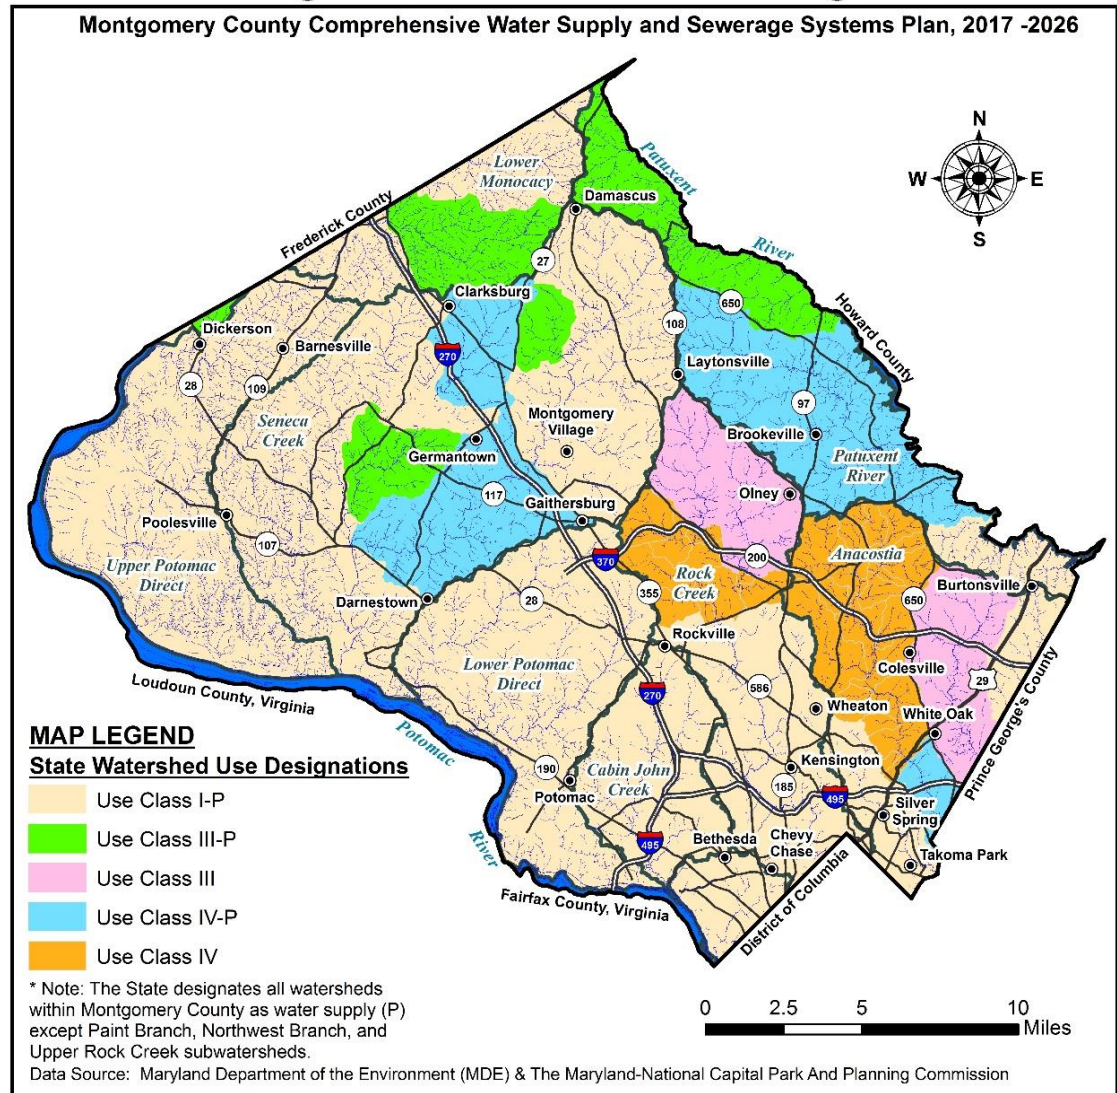 Montgomery County Comprehensive Water Supply and Sewerage Systems Plan, 2017 -2026
N
W
E
S
Patuxent
River
Lower
Monocacy
Damascus
Frederick County
27
Clarksburg
650
Howard County
108
Dickerson
Barnesville
270
Laytonsville
28
109
97
Montgomery
Village
Seneca
Creek
Brookeville
Germantown
Patuxent
River
117
Olney
Gaithersburg
Poolesville
107
Anacostia
200
370
Upper Potomac
Direct
Rock
Creek
Burtonsville
28
355
650
Darnestown
Rockville
Colesville
Lower Potomac
Direct
29
Loudoun County, Virginia
270
586
Wheaton
White Oak
Prince George's County
Potomac
River
190
Cabin John
Creek
Kensington
Potomac
185
495
Silver
Spring
495
Bethesda
Chevy
Chase
Takoma Park
Fairfax County, Virginia
District of Columbia
MAP LEGEND
State Watershed Use Designations
Use Class I-P
Use Class III-P
Use Class III
Use Class IV-P
Use Class IV
* Note: The State designates all watersheds
within Montgomery County as water supply (P)
except Paint Branch, Northwest Branch, and
Upper Rock Creek subwatersheds.
0 2.5 5 10
Miles
Data Source: Maryland Department of the Environment (MDE) & The Maryland-National Capital Park And Planning Commission